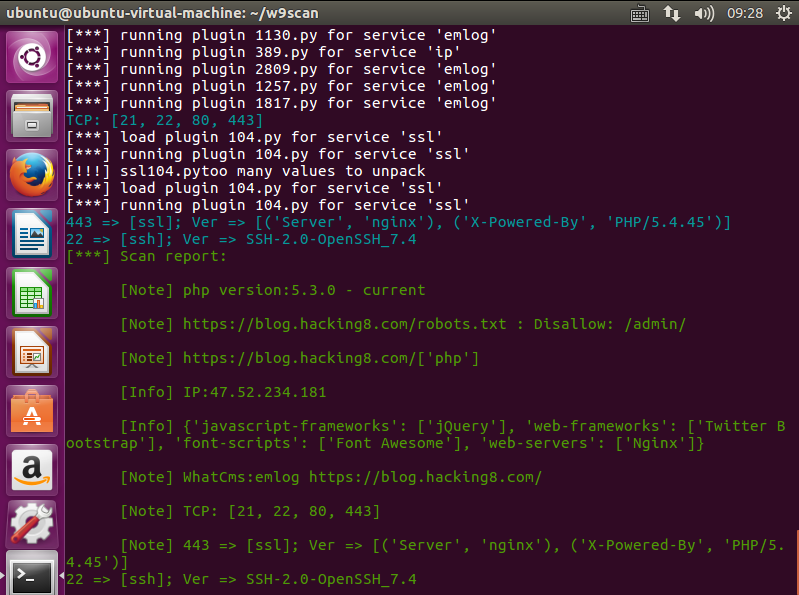 ubuntu@ubuntu-virtual-machine: ~/w9scan
09:28
[***] running plugin 1130.py for service 'emlog'
[***] running plugin 389.py for service 'ip'
[***] running plugin 2809.py for service 'emlog'
[***] running plugin 1257.py for service 'emlog'
[***] running plugin 1817.py for service 'emlog'
TCP: [21, 22, 80, 443]
[***] load plugin 104.py for service 'ssl'
[***] running plugin 104.py for service 'ssl'
[!!!] ssl104.pytoo many values to unpack
[***] load plugin 104.py for service 'ssl'
[***] running plugin 104.py for service 'ssl'
443 => [ssl]; Ver => [('Server', 'nginx'), ('X-Powered-By', 'PHP/5.4.45')]
22 => [ssh]; Ver => SSH-2.0-OpenSSH_7.4
[***] Scan report:
[Note] php version:5.3.0 - current
[Note] https://blog.hacking8.com/robots.txt : Disallow: /admin/
[Note] https://blog.hacking8.com/['php']
[Info] IP:47.52.234.181
[Info] {'javascript-frameworks': ['jQuery'], 'web-frameworks': ['Twitter B
ootstrap'], 'font-scripts': ['Font Awesome'], 'web-servers': ['Nginx']}
[Note] WhatCms:emlog https://blog.hacking8.com/
[Note] TCP: [21, 22, 80, 443]
[Note] 443 => [ssl]; Ver => [('Server', 'nginx'), ('X-Powered-By', 'PHP/5.
4.45')]
22 => [ssh]; Ver => SSH-2.0-OpenSSH_7.4